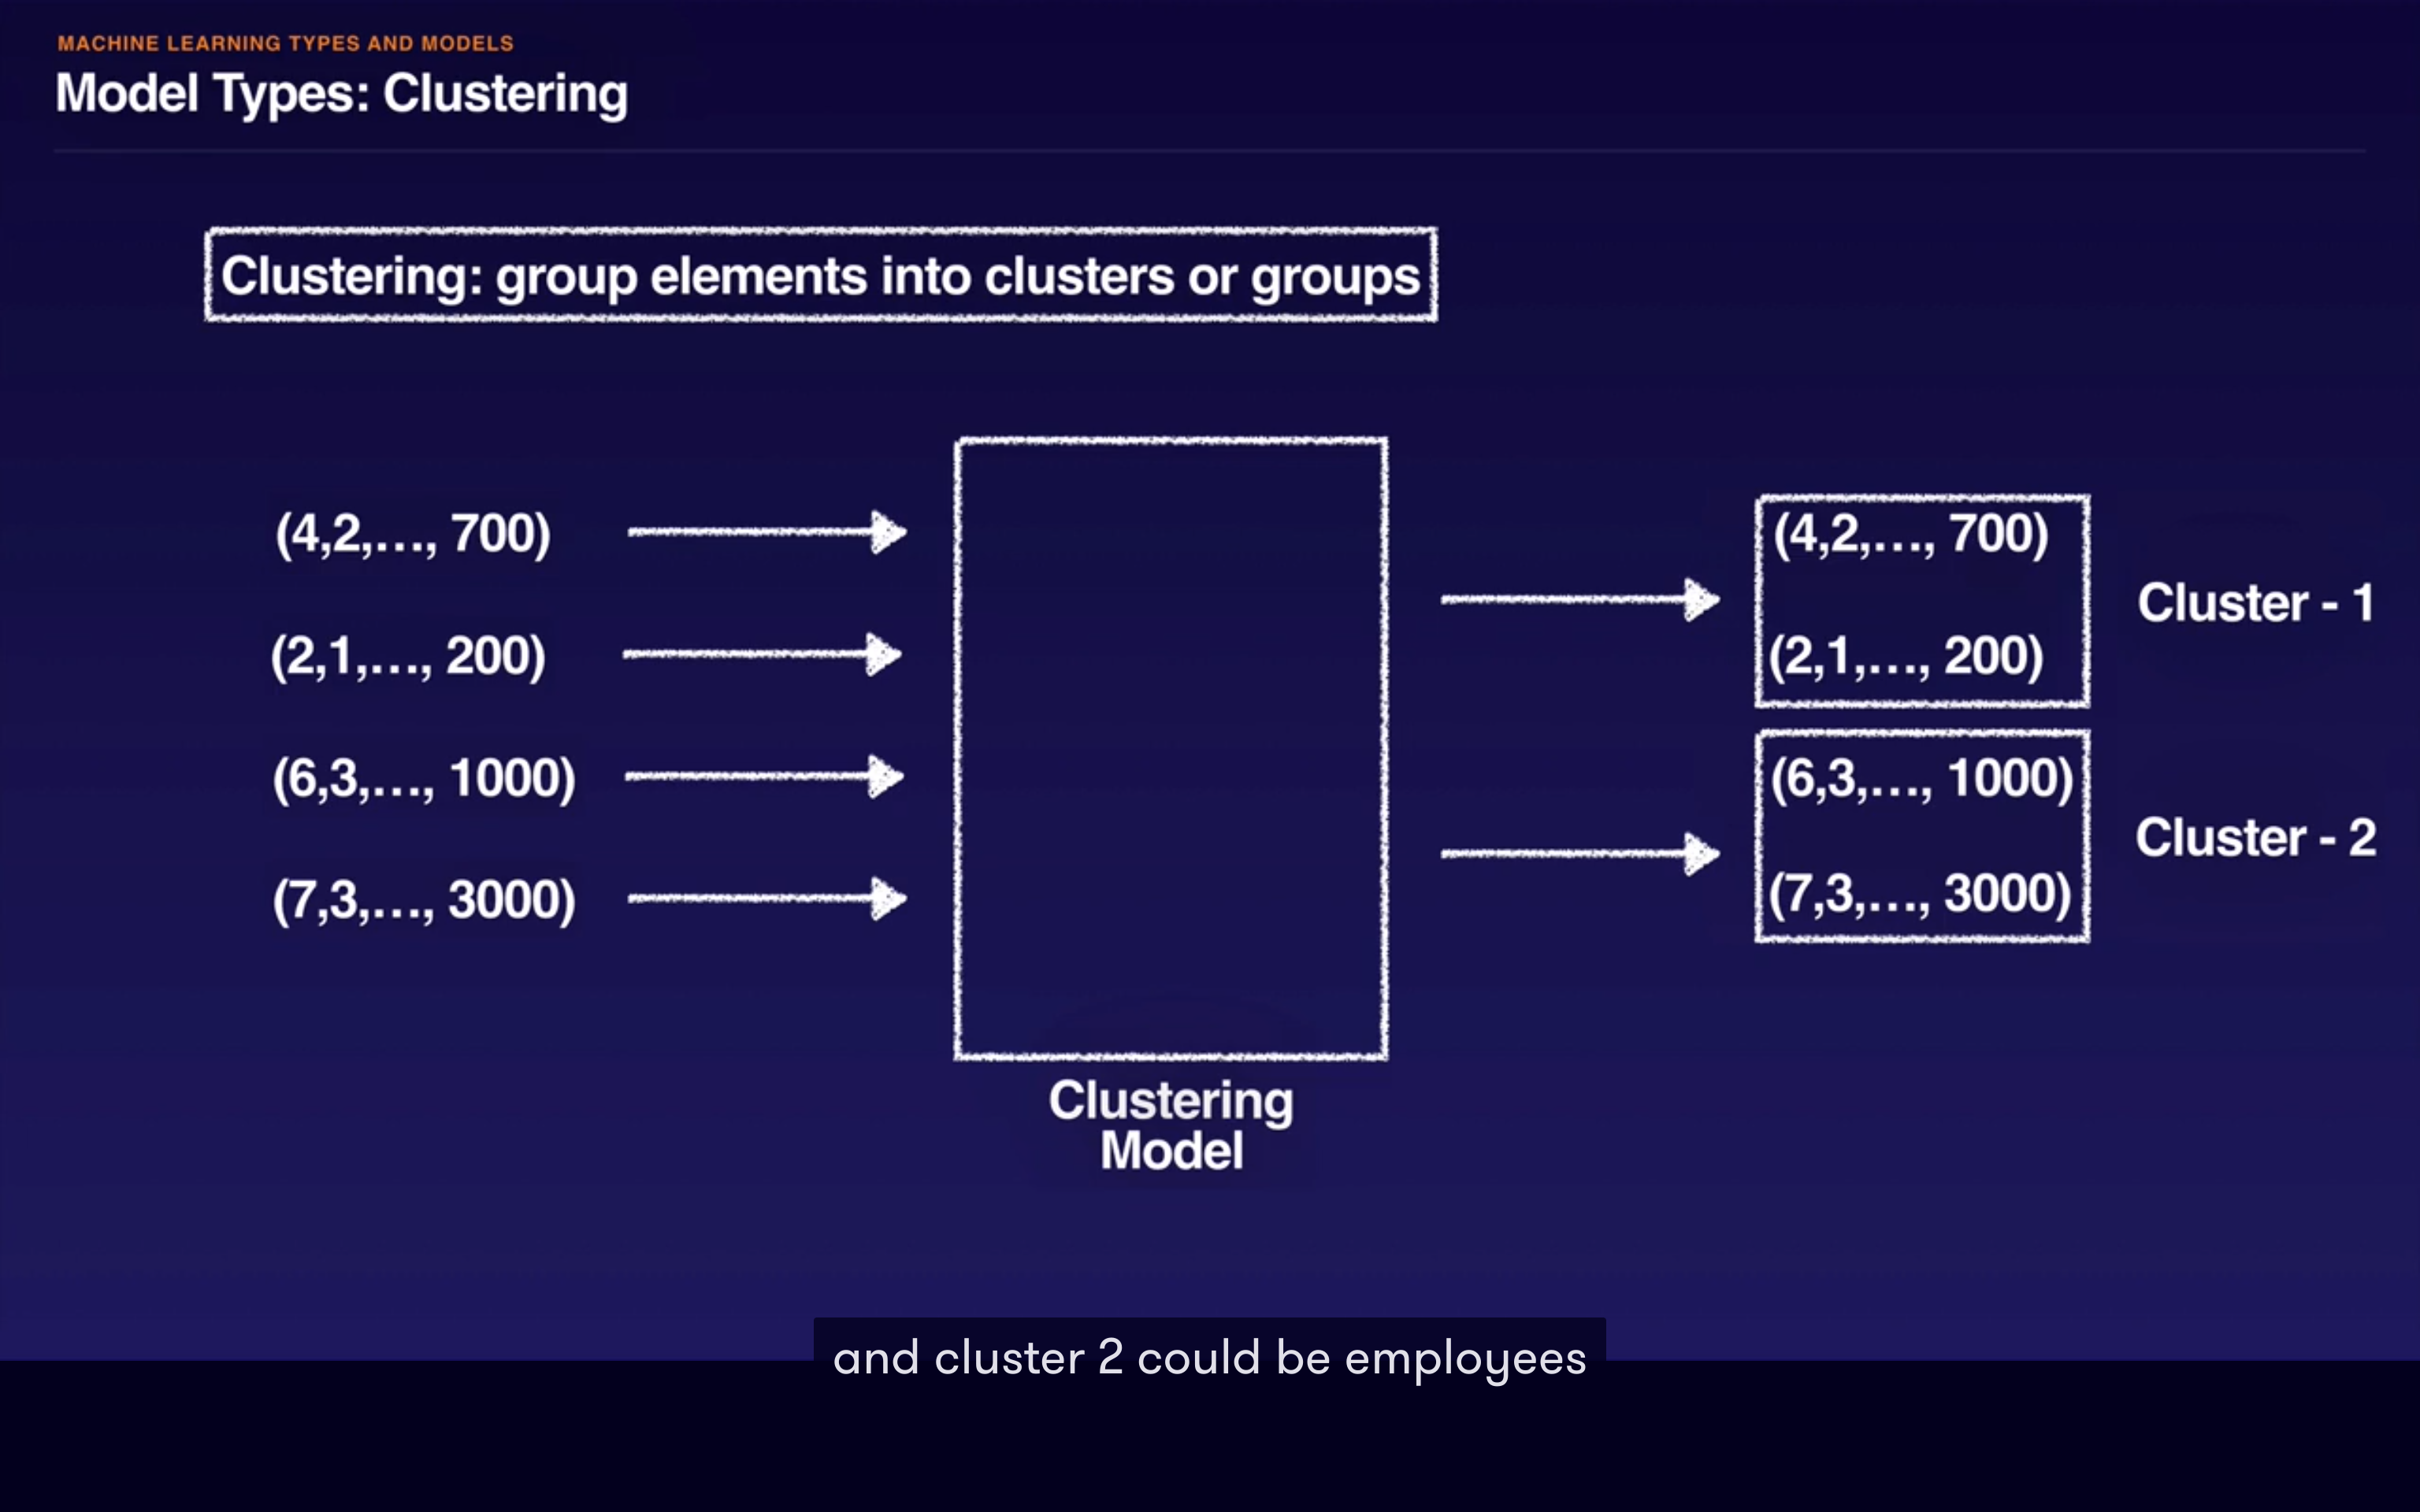 MACHINE LEARNING TYPES AND MODELS
Model Types: Clustering
Clustering: group elements into clusters or groups
(4,2,..., 700)
(2,1,..., 200)
(6,3,..., 1000)
(7,3,..., 3000)
Clustering
Model
(4,2,..., 700)
(2,1,..., 200)
Cluster - 1
(6,3,..., 1000)
(7,3,..., 3000)
Cluster - 2
and cluster 2 could be employees